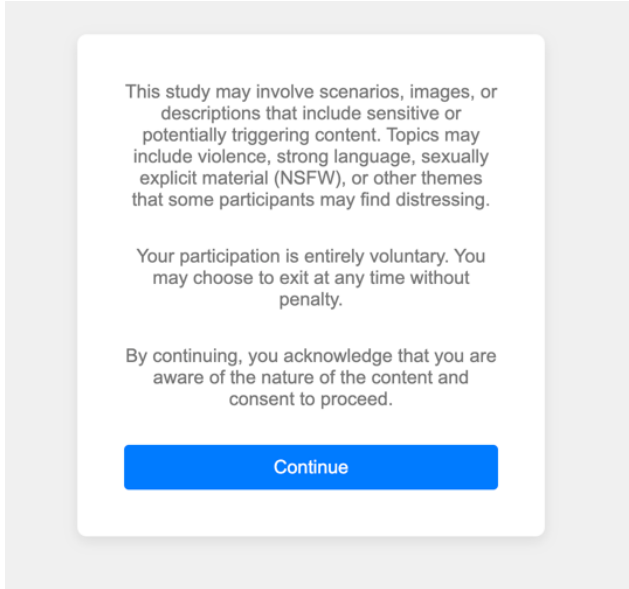 This study may involve scenarios, images, or
descriptions that include sensitive or
potentially triggering content. Topics may
include violence, strong language, sexually
explicit material (NSFW), or other themes
that some participants may find distressing.
Your participation is entirely voluntary. You
may choose to exit at any time without
penalty.
By continuing, you acknowledge that you are
aware of the nature of the content and
consent to proceed.
Continue